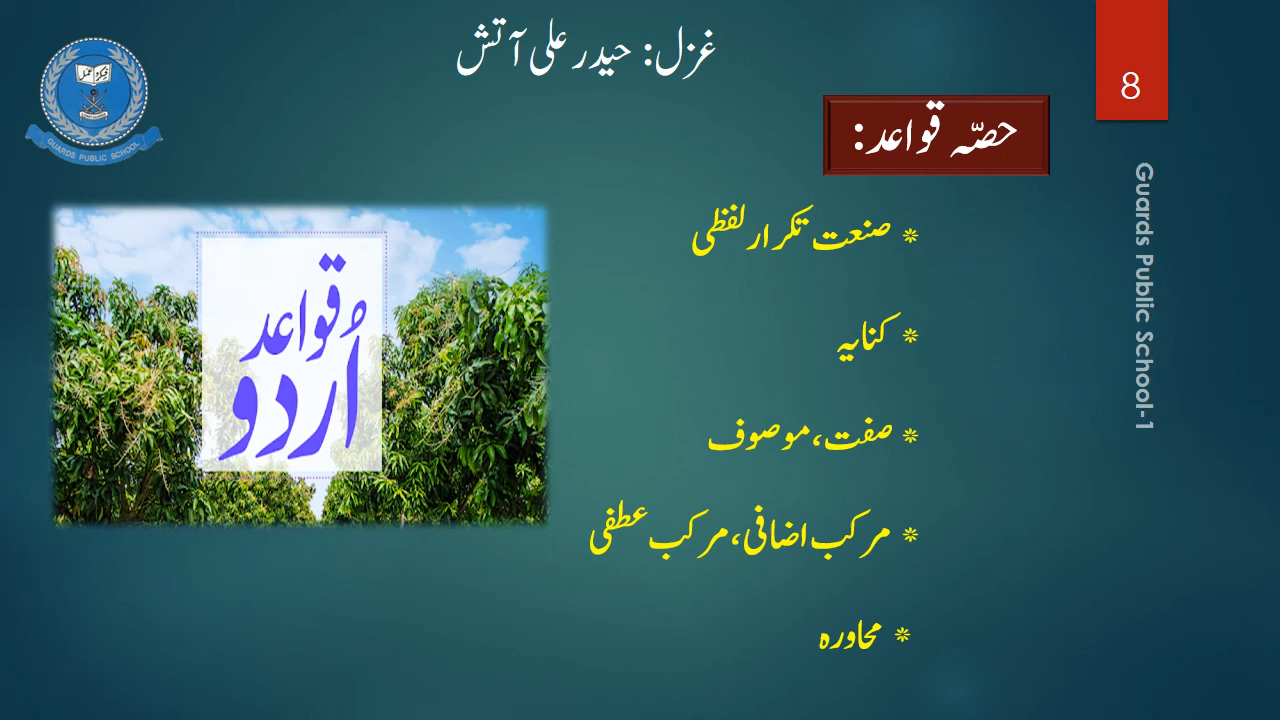 غزل: حیدر علی آتش
8
حصّہ قواعد:
صنعت تکرار لفظی
کنایہ
صفت،موصوف
مرکب اضافی،مرکب عطفی
محاورہ
قواعد
اُردو
GUARDS PUBLIC SCHOOL
Guards Public School-1